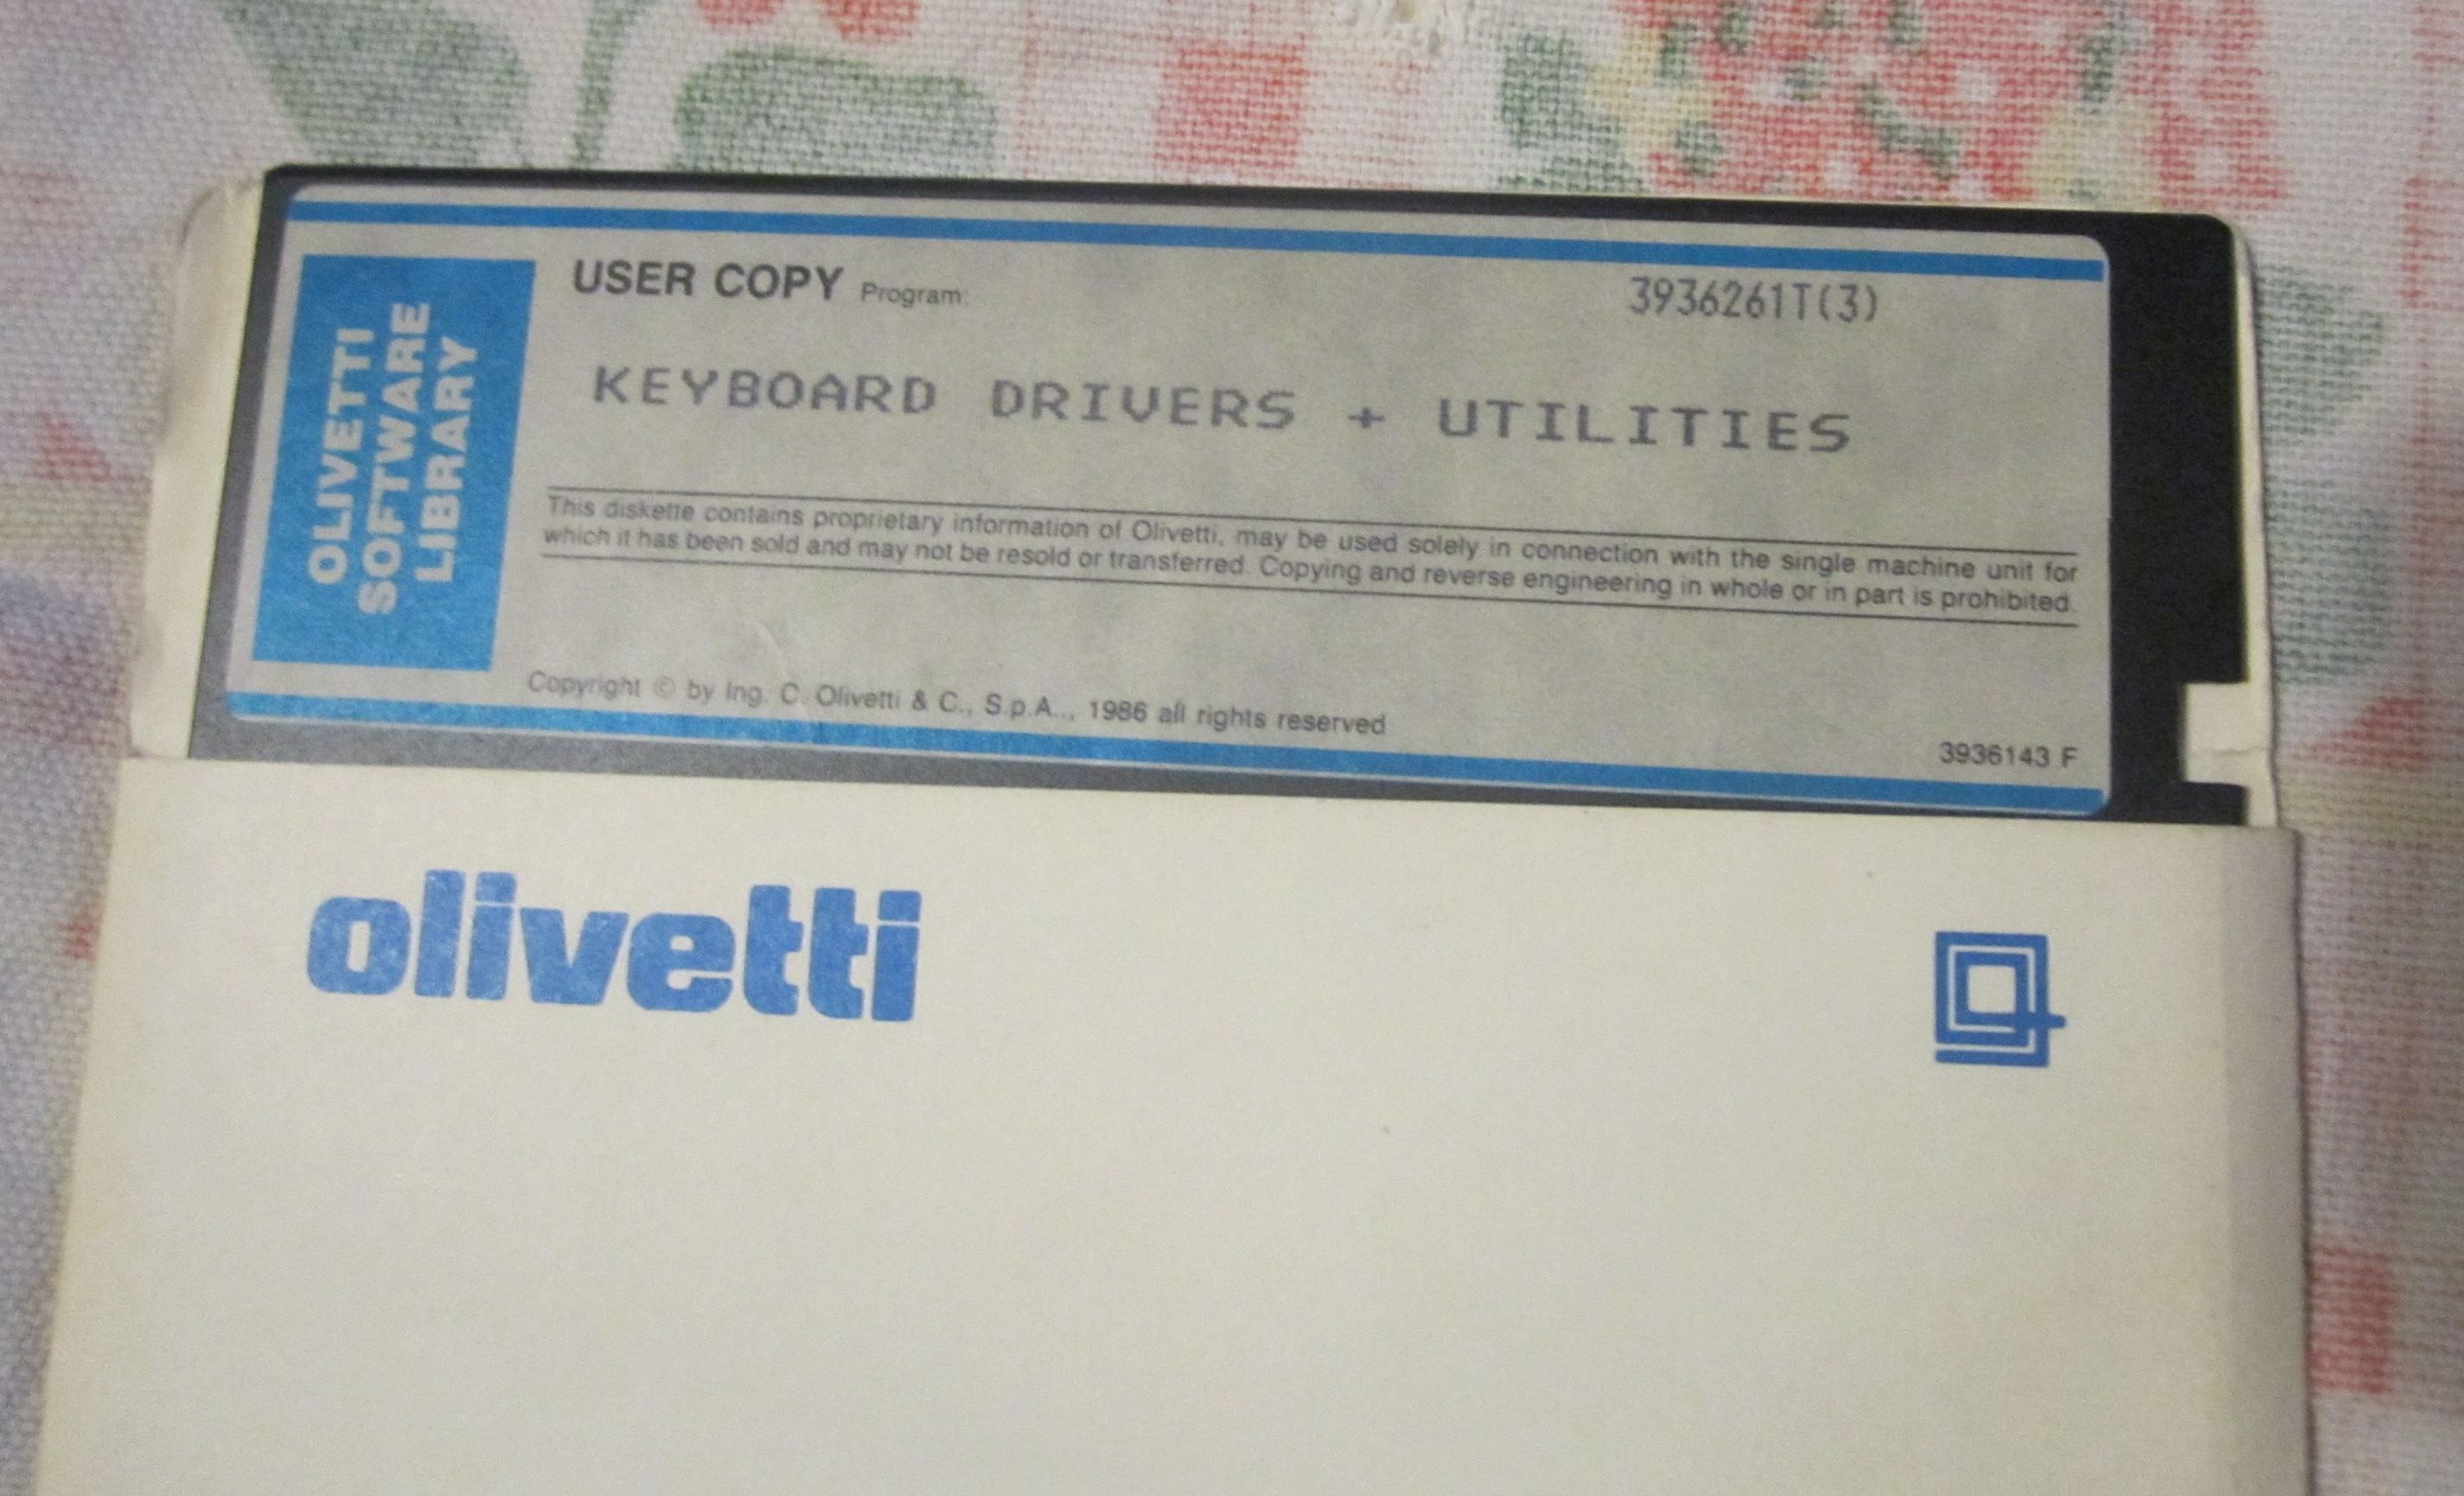 OLIVETTI
SOFTWARE
LIBRARY
USER COPY Program: 3936261T(3)
KEYBOARD DRIVERS + UTILITIES
This diskette contains proprietary information of Olivetti, may be used solely in connection with the single machine unit for
which it has been sold and may not be resold or transferred. Copying and reverse engineering in whole or in part is prohibited.
Copyright © by Ing. C. Olivetti & C., S.p.A.., 1986 all rights reserved
3936143 F
olivetti